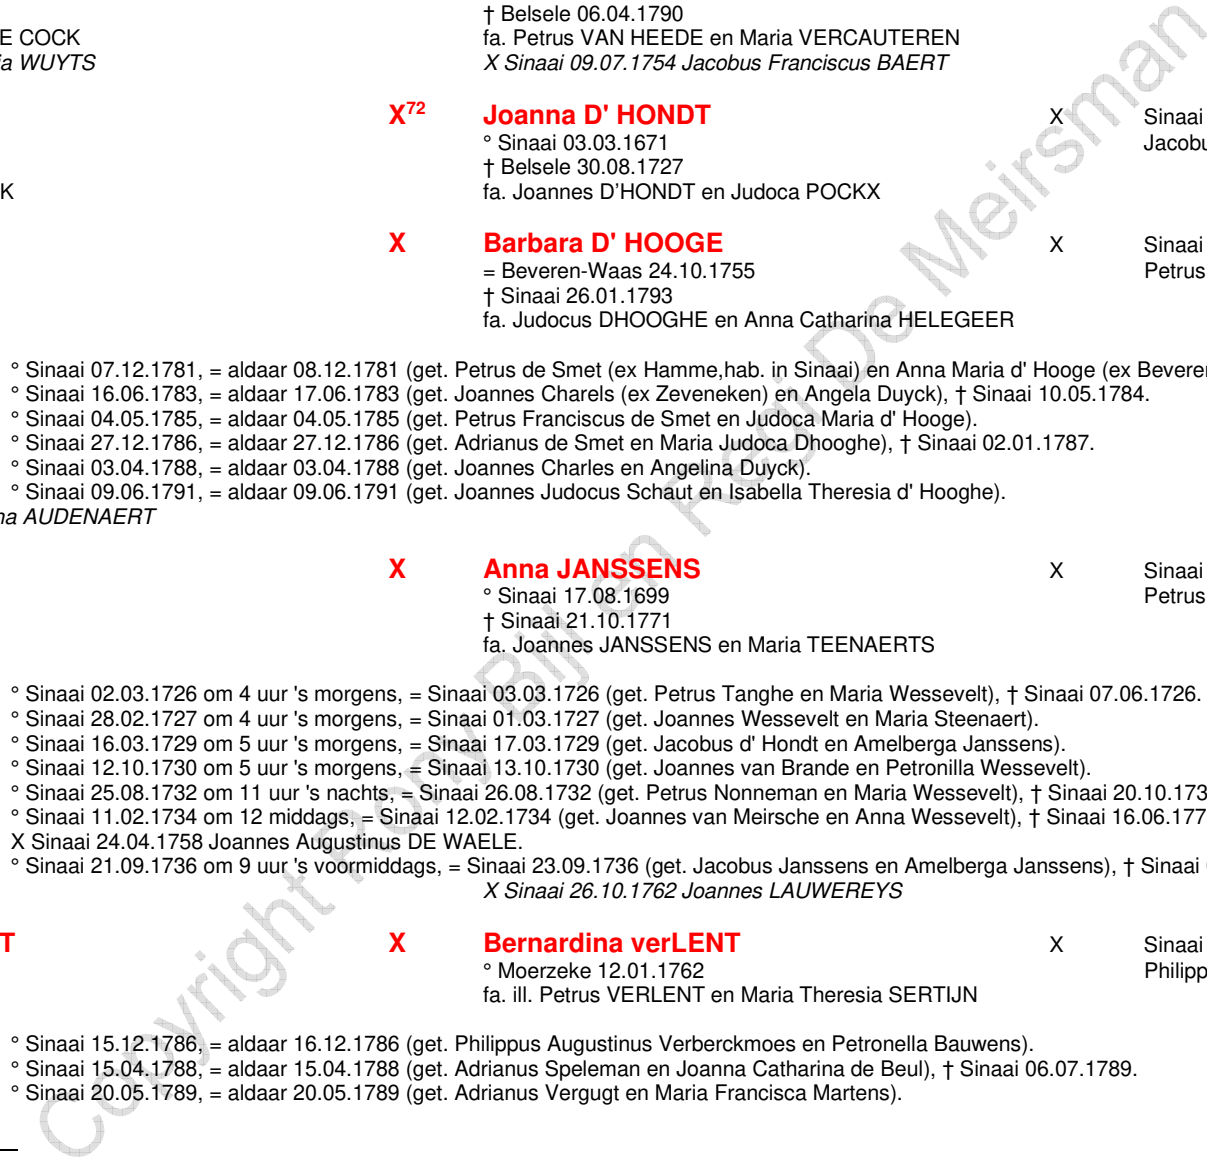 † Belsele 06.04.1790
E COCK fa. Petrus VAN HEEDE en Maria VERCAUTEREN
ia WUYTS X Sinaai 09.07.1754 Jacobus Franciscus BAERT
X72 Joanna D' HONDT X Sinaai
° Sinaai 03.03.1671 Jacobu
† Belsele 30.08.1727
K fa. Joannes D'HONDT en Judoca POCKX
X Barbara D' HOOGE X Sinaai
= Beveren-Waas 24.10.1755 Petrus
† Sinaai 26.01.1793
fa. Judocus DHOOGHE en Anna Catharina HELEGEER
° Sinaai 07.12.1781, = aldaar 08.12.1781 (get. Petrus de Smet (ex Hamme,hab. in Sinaai) en Anna Maria d' Hooge (ex Bevere
° Sinaai 16.06.1783, = aldaar 17.06.1783 (get. Joannes Charels (ex Zeveneken) en Angela Duyck), † Sinaai 10.05.1784.
° Sinaai 04.05.1785, = aldaar 04.05.1785 (get. Petrus Franciscus de Smet en Judoca Maria d' Hooge).
° Sinaai 27.12.1786, = aldaar 27.12.1786 (get. Adrianus de Smet en Maria Judoca Dhooghe), † Sinaai 02.01.1787.
° Sinaai 03.04.1788, = aldaar 03.04.1788 (get. Joannes Charles en Angelina Duyck).
° Sinaai 09.06.1791, = aldaar 09.06.1791 (get. Joannes Judocus Schaut en Isabella Theresia d' Hooghe).
na AUDENAERT
X Anna JANSSENS X Sinaai
° Sinaai 17.08.1699 Petrus
† Sinaai 21.10.1771
fa. Joannes JANSSENS en Maria TEENAERTS
° Sinaai 02.03.1726 om 4 uur 's morgens, = Sinaai 03.03.1726 (get. Petrus Tanghe en Maria Wessevelt), † Sinaai 07.06.1726.
° Sinaai 28.02.1727 om 4 uur 's morgens, = Sinaai 01.03.1727 (get. Joannes Wessevelt en Maria Steenaert).
° Sinaai 16.03.1729 om 5 uur 's morgens, = Sinaai 17.03.1729 (get. Jacobus d' Hondt en Amelberga Janssens).
° Sinaai 12.10.1730 om 5 uur 's morgens, = Sinaai 13.10.1730 (get. Joannes van Brande en Petronilla Wessevelt).
° Sinaai 25.08.1732 om 11 uur 's nachts, = Sinaai 26.08.1732 (get. Petrus Nonneman en Maria Wessevelt), † Sinaai 20.10.173
° Sinaai 11.02.1734 om 12 middags, = Sinaai 12.02.1734 (get. Joannes van Meirsche en Anna Wessevelt), † Sinaai 16.06.177
X Sinaai 24.04.1758 Joannes Augustinus DE WAELE.
° Sinaai 21.09.1736 om 9 uur 's voormiddags, = Sinaai 23.09.1736 (get. Jacobus Janssens en Amelberga Janssens), † Sinaai
X Sinaai 26.10.1762 Joannes LAUWEREYS
T X Bernardina verLENT X Sinaai
° Moerzeke 12.01.1762 Philipp
fa. ill. Petrus VERLENT en Maria Theresia SERTIJN
° Sinaai 15.12.1786, = aldaar 16.12.1786 (get. Philippus Augustinus Verberckmoes en Petronella Bauwens).
° Sinaai 15.04.1788, = aldaar 15.04.1788 (get. Adrianus Speleman en Joanna Catharina de Beul), † Sinaai 06.07.1789.
° Sinaai 20.05.1789, = aldaar 20.05.1789 (get. Adrianus Vergugt en Maria Francisca Martens).
Copyright Rony Bijl en Regi De Meirsman